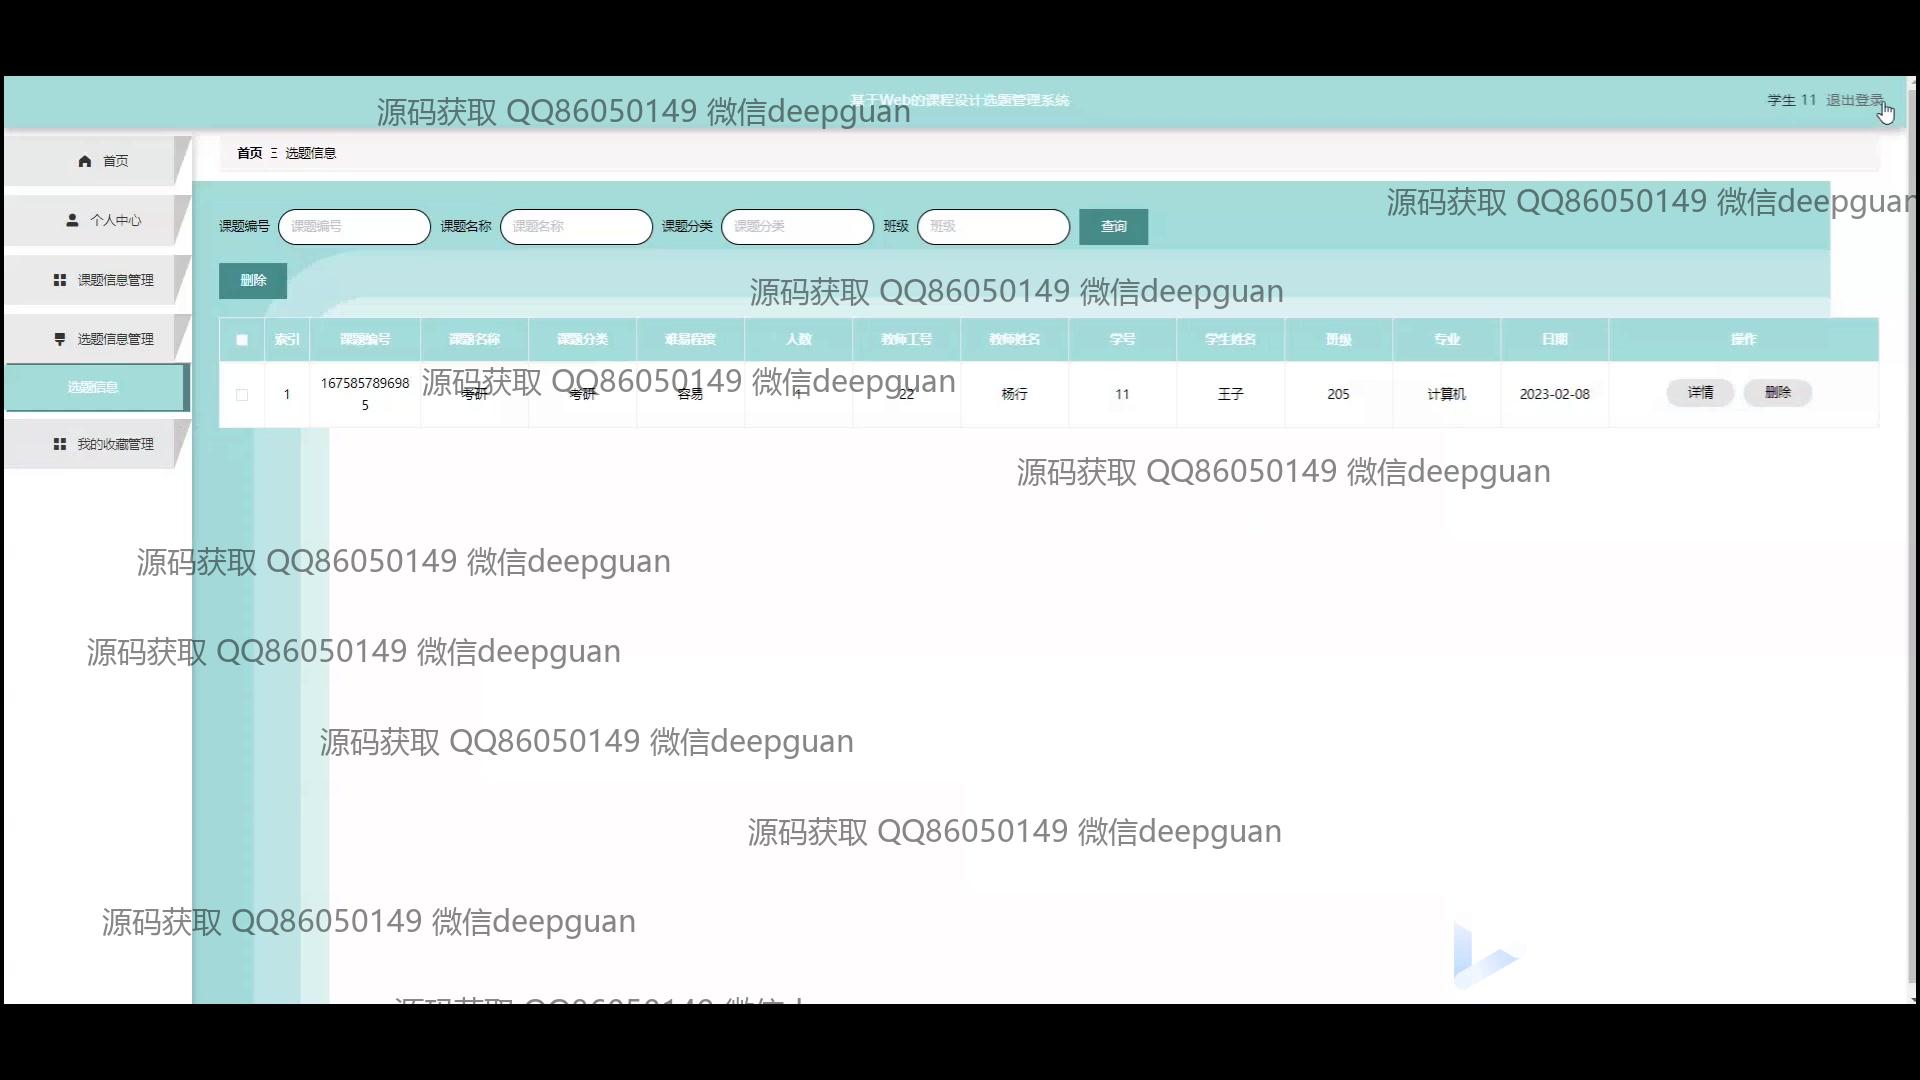 基于Web的课程设计选题管理系统
学生 11 退出登录
源码获取 QQ86050149 微信deepguan
首页 选题信息
首页
个人中心
课题信息管理
选题信息管理
选题信息
我的收藏管理
源码获取 QQ86050149 微信deepguan
课题编号 课题编号 课题名称 课题名称 课题分类 课题分类 班级 班级 查询
删除
源码获取 QQ86050149 微信deepguan
索引 课题编号 课题名称 课题分类 难易程度 人数 教师工号 教师姓名 学号 学生姓名 班级 专业 日期 操作
1 1675857896985 考研 考研 容易 1 22 杨行 11 王子 205 计算机 2023-02-08 详情 删除
源码获取 QQ86050149 微信deepguan
源码获取 QQ86050149 微信deepguan
源码获取 QQ86050149 微信deepguan
源码获取 QQ86050149 微信deepguan
源码获取 QQ86050149 微信deepguan
源码获取 QQ86050149 微信deepguan
源码获取 QQ86050149 微信deepguan